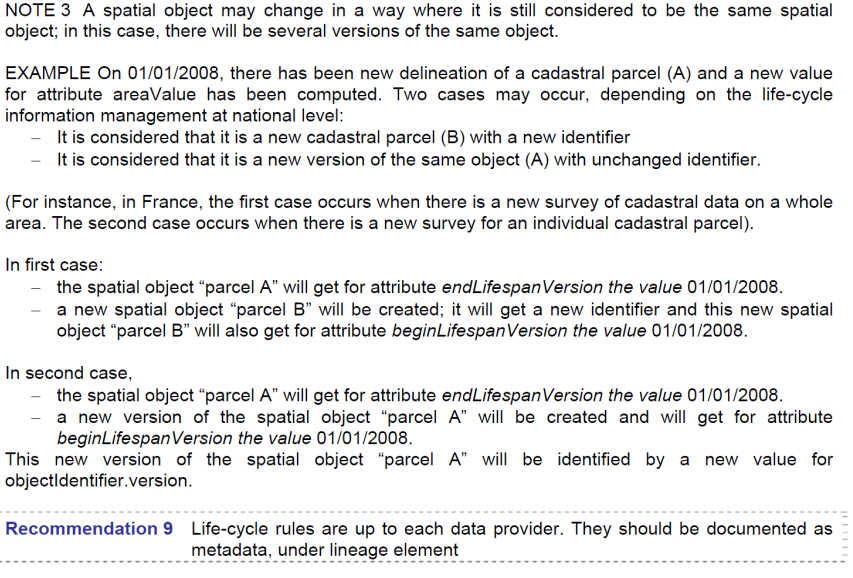 NOTE 3 A spatial object may change in a way where it is still considered to be the same spatial
object; in this case, there will be several versions of the same object.
EXAMPLE On 01/01/2008, there has been new delineation of a cadastral parcel (A) and a new value
for attribute areaValue has been computed. Two cases may occur, depending on the life-cycle
information management at national level:
– It is considered that it is a new cadastral parcel (B) with a new identifier
– It is considered that it is a new version of the same object (A) with unchanged identifier.
(For instance, in France, the first case occurs when there is a new survey of cadastral data on a whole
area. The second case occurs when there is a new survey for an individual cadastral parcel).
In first case:
– the spatial object “parcel A” will get for attribute endLifespanVersion the value 01/01/2008.
– a new spatial object “parcel B” will be created; it will get a new identifier and this new spatial
object “parcel B” will also get for attribute beginLifespanVersion the value 01/01/2008.
In second case,
– the spatial object “parcel A” will get for attribute endLifespanVersion the value 01/01/2008.
– a new version of the spatial object “parcel A” will be created and will get for attribute
beginLifespanVersion the value 01/01/2008.
This new version of the spatial object “parcel A” will be identified by a new value for
objectIdentifier.version.
Recommendation 9 Life-cycle rules are up to each data provider. They should be documented as
metadata, under lineage element